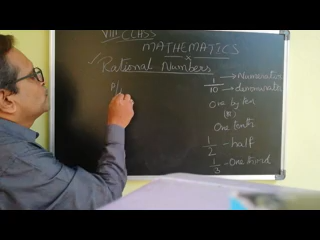 VIII CLASS
MATHEMATICS
✓ Rational Numbers
P/
1/10 → Numerator
→ denominator
One by ten
One tenth
1/2 - half
1/3 - One third